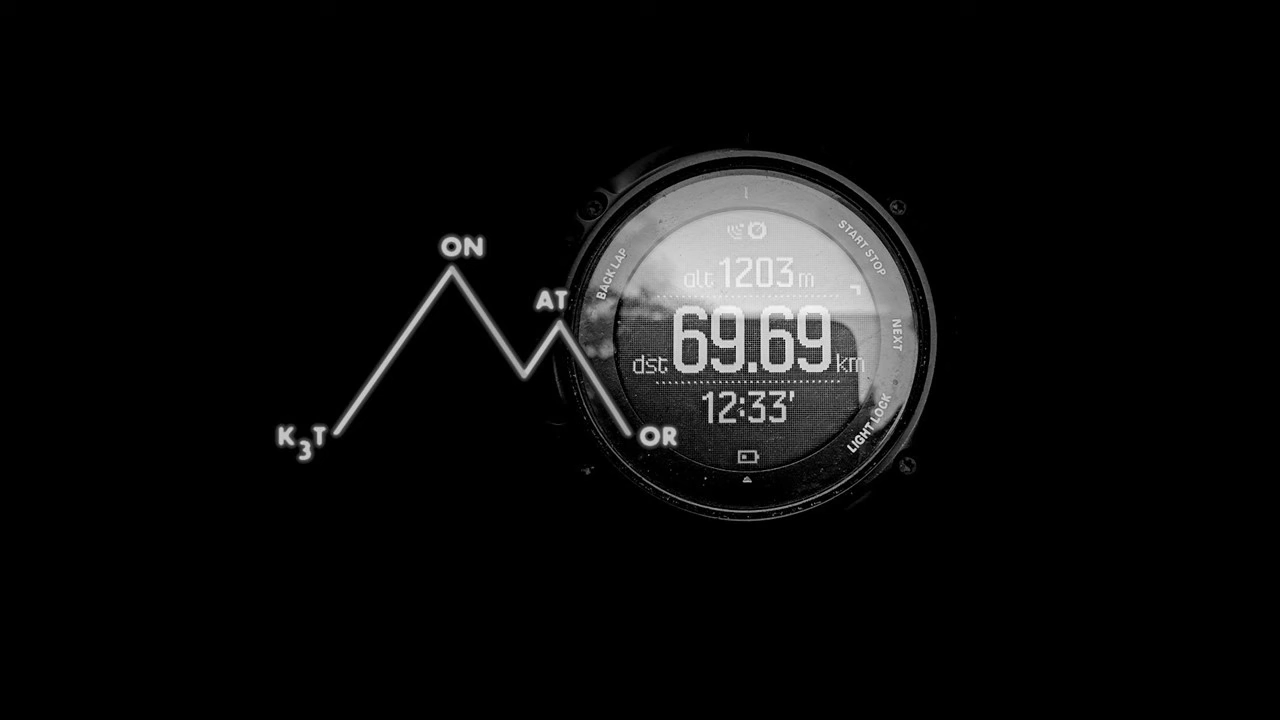 ON
AT
K3T
OR
BACK LAP
START STOP
NEXT
LIGHT LOCK
alt 1203 m
dst 69.69 km
12:33'